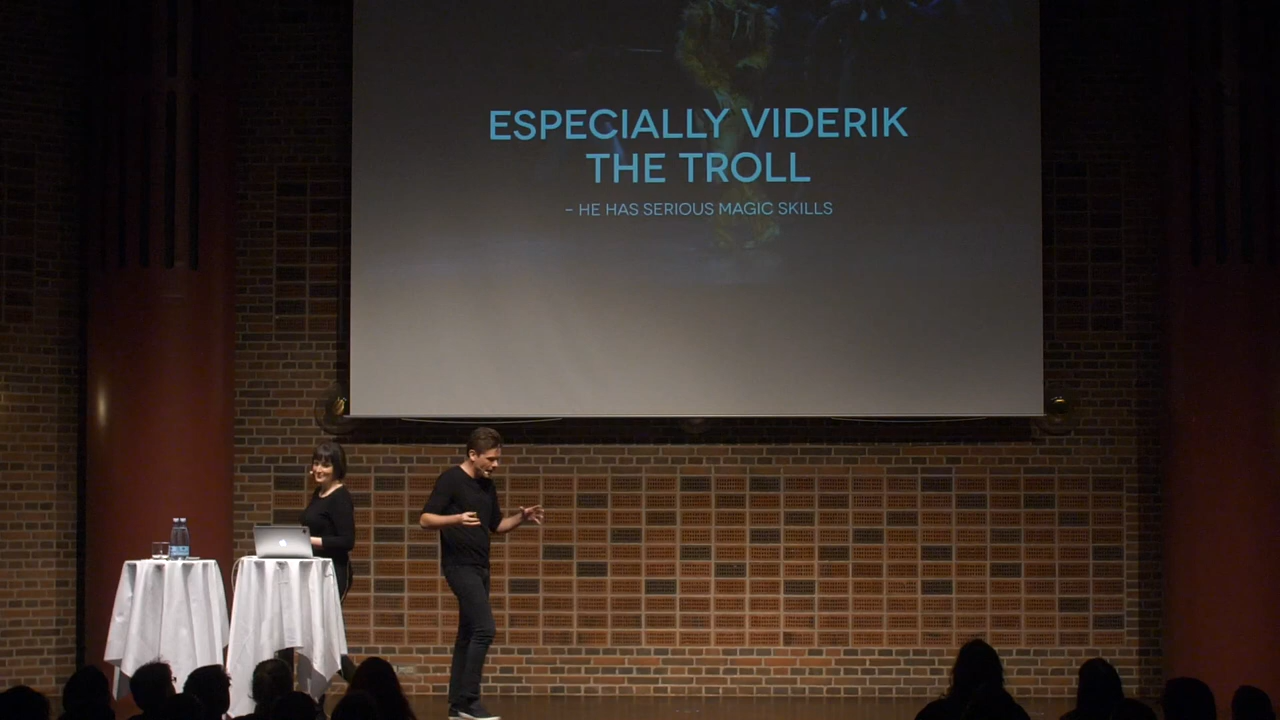 ESPECIALLY VIDERIK
THE TROLL
– HE HAS SERIOUS MAGIC SKILLS